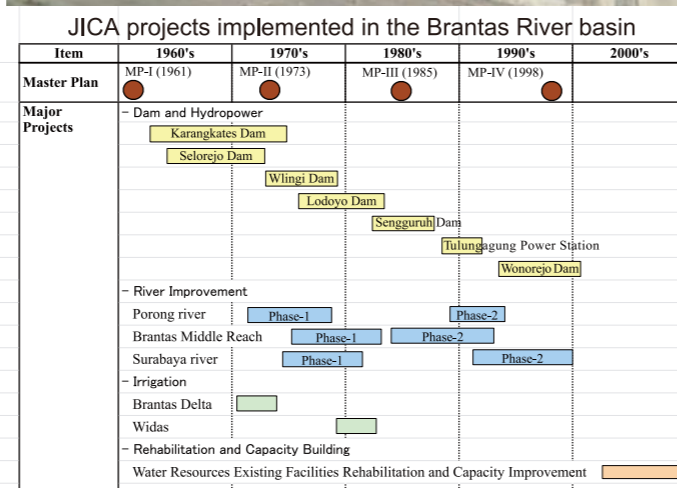 JICA projects implemented in the Brantas River basin
Item 1960's 1970's 1980's 1990's 2000's
Master Plan MP-I (1961) MP-II (1973) MP-III (1985) MP-IV (1998)
Major Projects
- Dam and Hydropower
Karangkates Dam
Selorejo Dam
Wlingi Dam
Lodoyo Dam
Sengguruh Dam
Tulungagung Power Station
Wonorejo Dam
- River Improvement
Porong river Phase-1 Phase-2
Brantas Middle Reach Phase-1 Phase-2
Surabaya river Phase-1 Phase-2
- Irrigation
Brantas Delta
Widas
- Rehabilitation and Capacity Building
Water Resources Existing Facilities Rehabilitation and Capacity Improvement